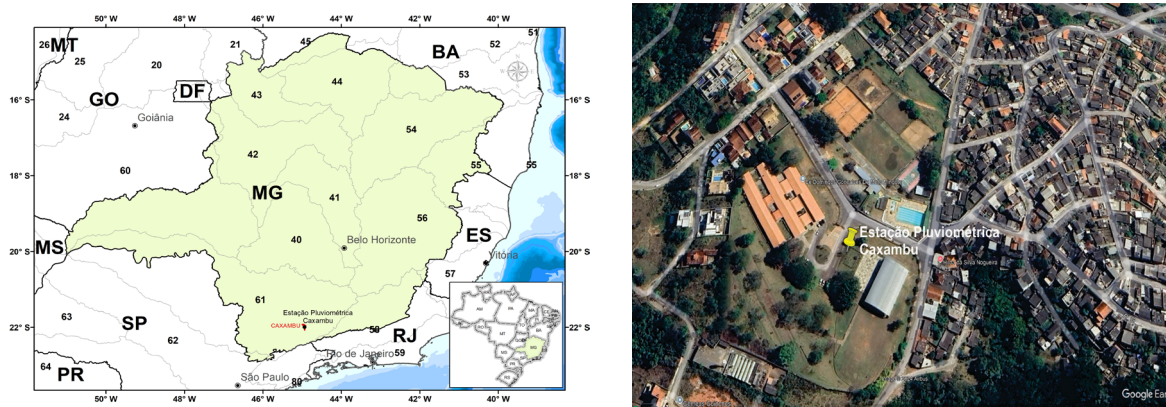 50° W
48° W
46° W
44° W
42° W
40° W
51
26
MT
25
20
21
45
BA
52
53
DF
GO
43
44
16° S
16° S
24
Goiânia
54
42
55
55
60
18° S
18° S
MG
41
56
40
Belo Horizonte
ES
MS
20° S
20° S
Vitória
57
61
Estação Pluviométrica
Caxambu
CAXAMBU
63
SP
22° S
22° S
RJ
62
Rio de Janeiro
59
64
PR
São Paulo
80
50° W
48° W
46° W
44° W
42° W
40° W
Estação Pluviométrica
Caxambu
Google Ear